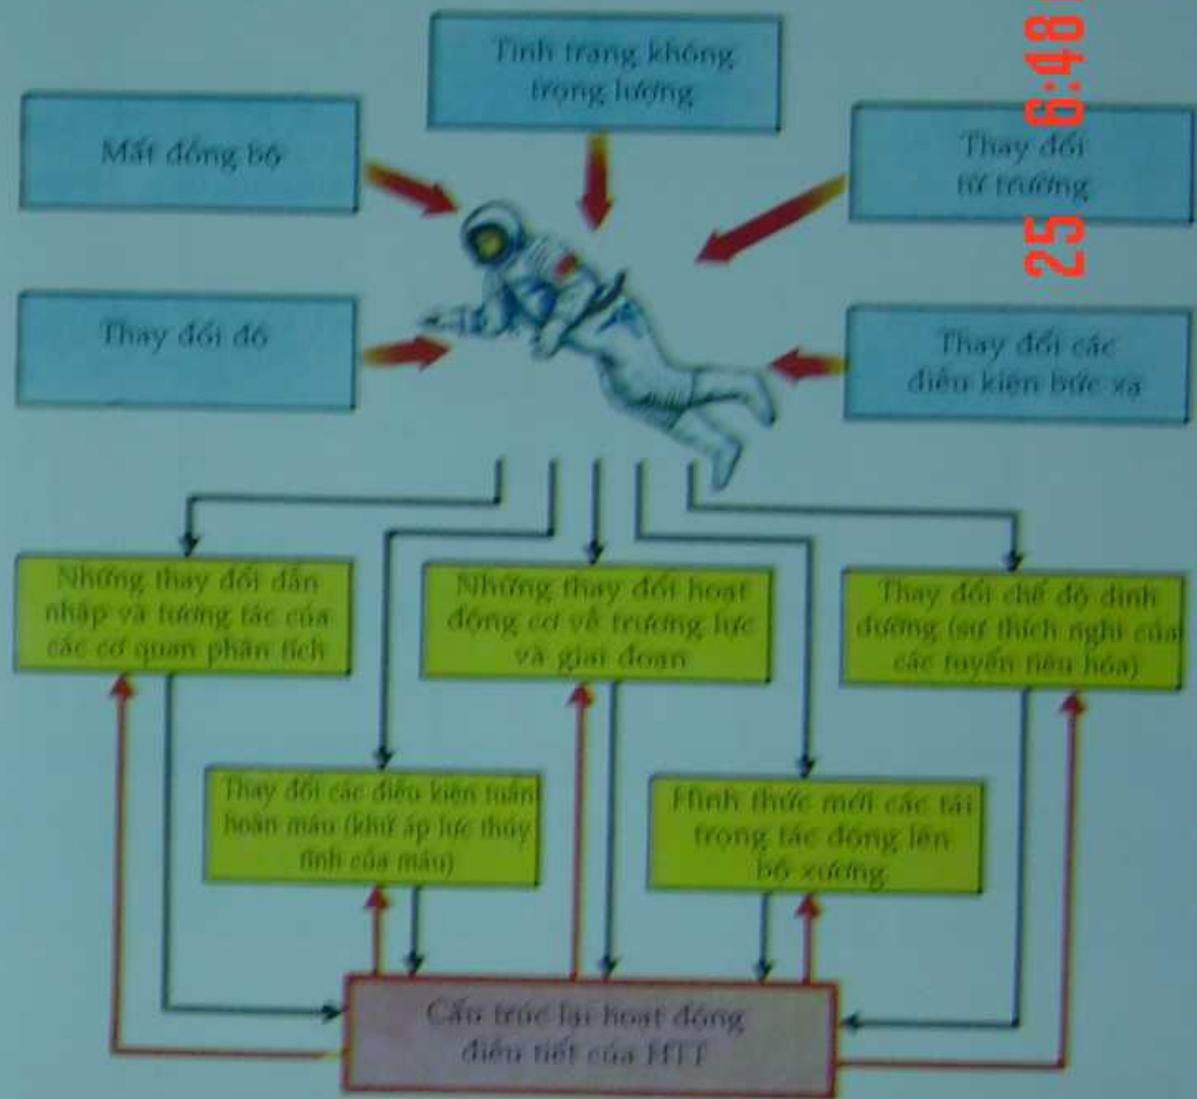 Tình trạng không
trọng lượng
Mất đồng bộ
Thay đổi
từ trường
Thay đổi độ
Thay đổi các
điều kiện bức xạ
Những thay đổi dẫn
nhập và tương tác của
các cơ quan phân tích
Những thay đổi hoạt
động cơ về trương lực
và giai đoạn
Thay đổi chế độ dinh
dưỡng (sự thích nghi của
các tuyến tiêu hóa)
Thay đổi các điều kiện tuần
hoàn máu (khử áp lực thủy
tĩnh của máu)
Hình thức mới các tải
trọng tác động lên
bộ xương
Cấu trúc lại hoạt động
điều tiết của HTT
25 6:48